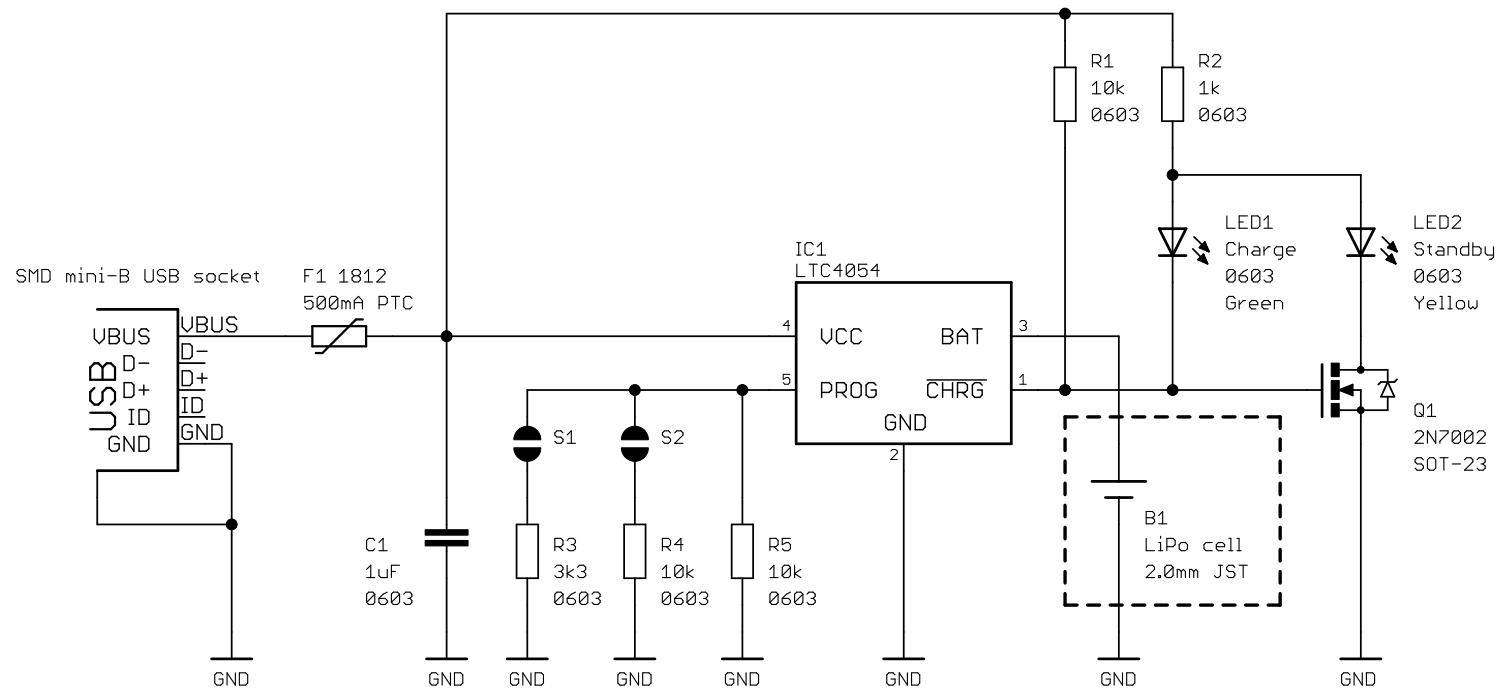 R1
10k
0603
R2
1k
0603
LED1
Charge
0603
Green
LED2
Standby
0603
Yellow
IC1
LTC4054
SMD mini-B USB socket
F1 1812
500mA PTC
USB
VBUS
D-
D+
ID
GND
VBUS
D-
D+
ID
GND
4
VCC
BAT
3
5
PROG
CHRG
1
GND
2
S1
S2
Q1
2N7002
SOT-23
C1
1uF
0603
R3
3k3
0603
R4
10k
0603
R5
10k
0603
B1
LiPo cell
2.0mm JST
GND
GND
GND
GND
GND
GND
GND
GND